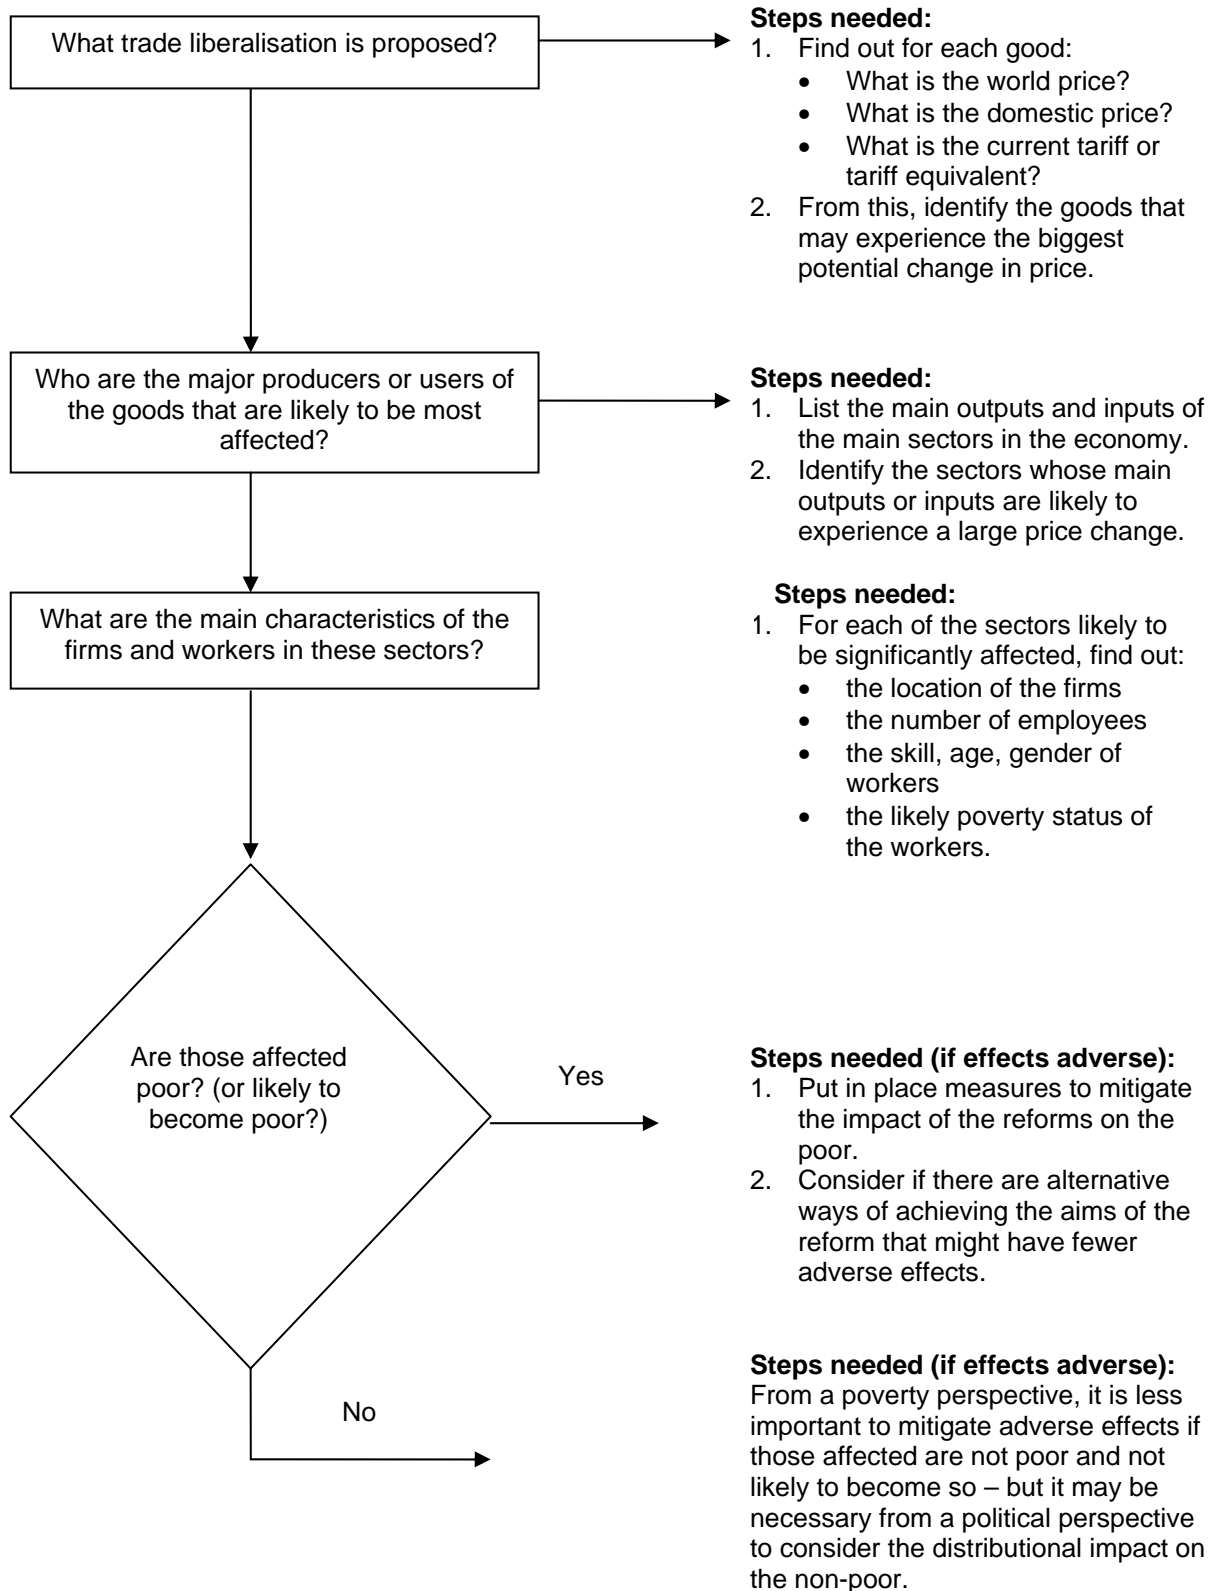 What trade liberalisation is proposed?
Steps needed:
1. Find out for each good:
• What is the world price?
• What is the domestic price?
• What is the current tariff or
tariff equivalent?
2. From this, identify the goods that
may experience the biggest
potential change in price.
Who are the major producers or users of
the goods that are likely to be most
affected?
Steps needed:
1. List the main outputs and inputs of
the main sectors in the economy.
2. Identify the sectors whose main
outputs or inputs are likely to
experience a large price change.
What are the main characteristics of the
firms and workers in these sectors?
Steps needed:
1. For each of the sectors likely to
be significantly affected, find out:
• the location of the firms
• the number of employees
• the skill, age, gender of
workers
• the likely poverty status of
the workers.
Are those affected
poor? (or likely to
become poor?)
Yes
Steps needed (if effects adverse):
1. Put in place measures to mitigate
the impact of the reforms on the
poor.
2. Consider if there are alternative
ways of achieving the aims of the
reform that might have fewer
adverse effects.
No
Steps needed (if effects adverse):
From a poverty perspective, it is less
important to mitigate adverse effects if
those affected are not poor and not
likely to become so – but it may be
necessary from a political perspective
to consider the distributional impact on
the non-poor.